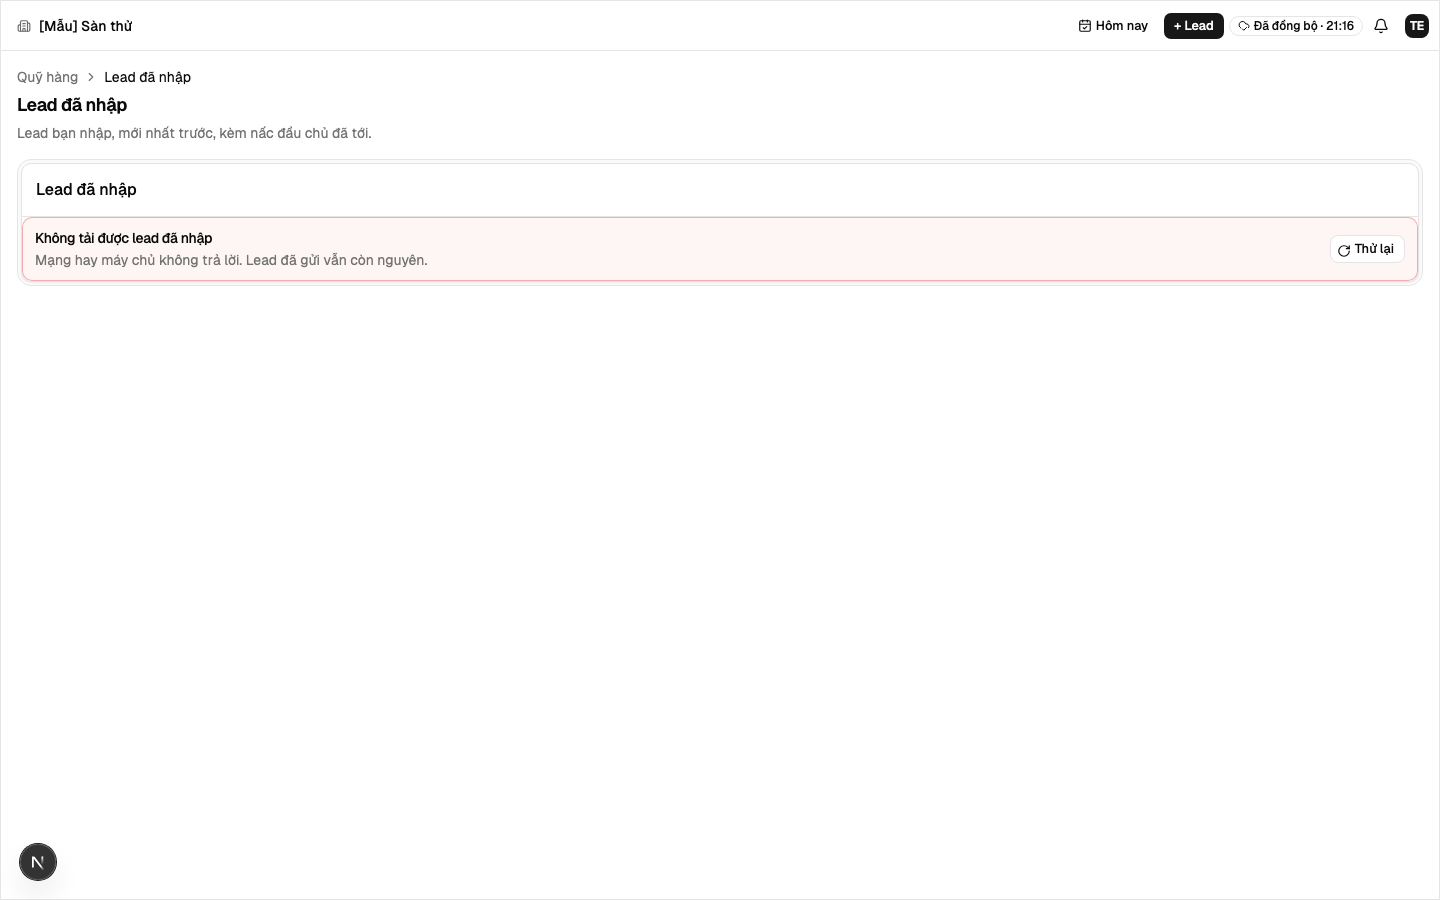 [Mẫu] Sàn thử
Hôm nay
+ Lead
Đã đồng bộ · 21:16
TE
Quỹ hàng > Lead đã nhập
Lead đã nhập
Lead bạn nhập, mới nhất trước, kèm nấc đầu chủ đã tới.
Lead đã nhập
Không tải được lead đã nhập
Mạng hay máy chủ không trả lời. Lead đã gửi vẫn còn nguyên.
Thử lại
N